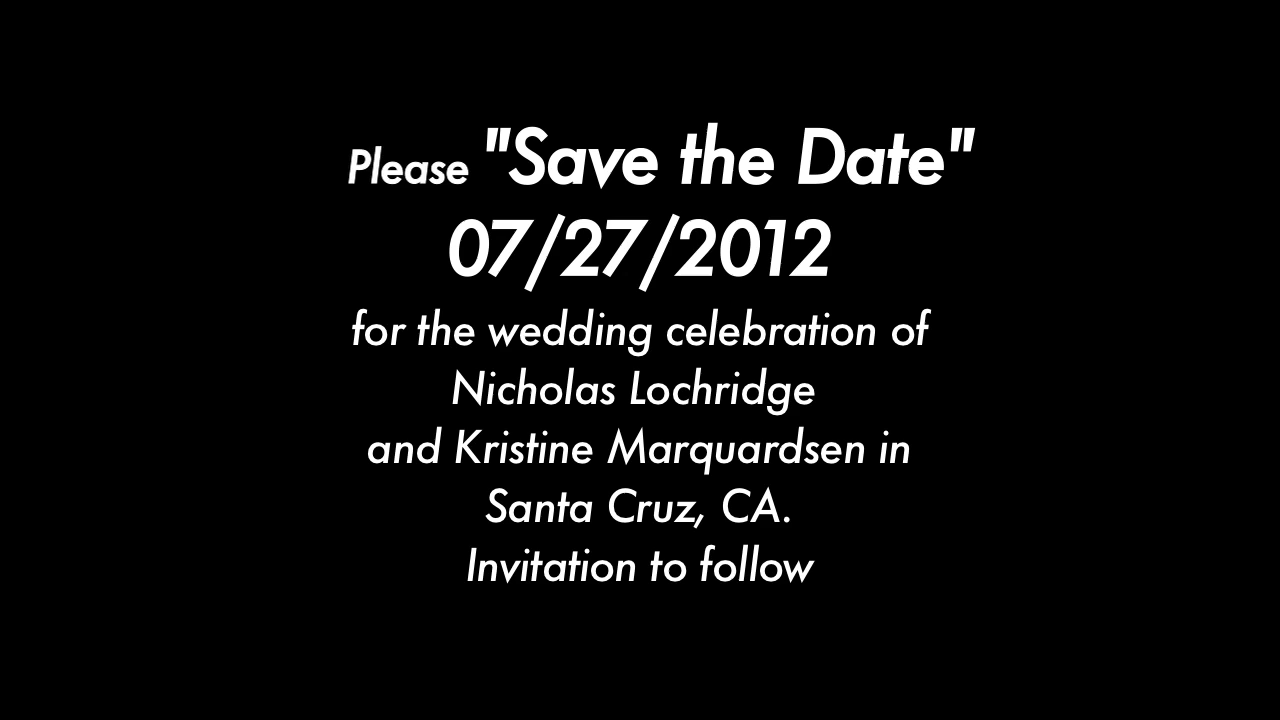 Please "Save the Date"
07/27/2012
for the wedding celebration of
Nicholas Lochridge
and Kristine Marquardsen in
Santa Cruz, CA.
Invitation to follow